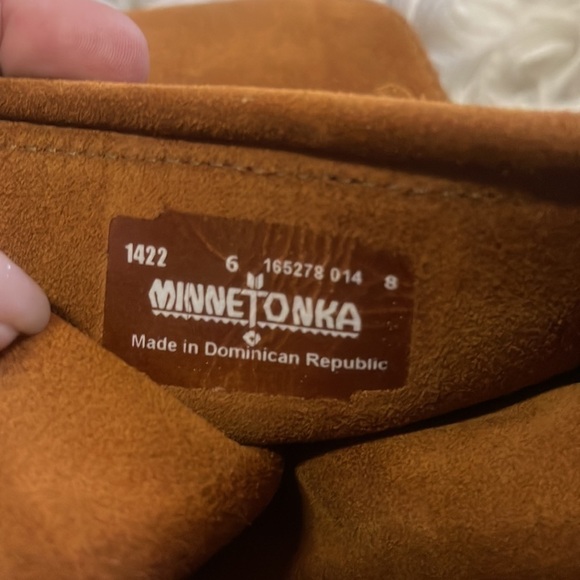 1422 6 165278 014 8
MINNETONKA
Made in Dominican Republic